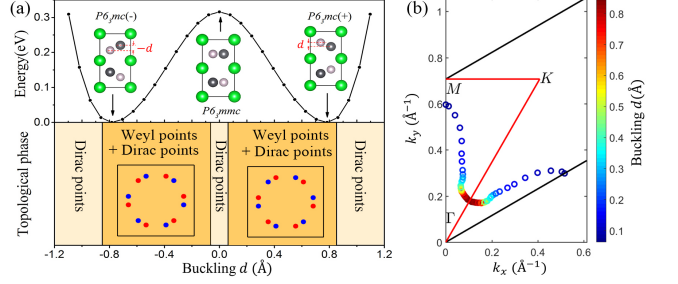 (a)
Energy(eV)
0.3
0.2
0.1
0.0
P6₃mc(-)
-d
P6₃mmc
P6₃mc(+)
d
Topological phase
Dirac points
Weyl points
+ Dirac points
Dirac points
Weyl points
+ Dirac points
Dirac points
-1.2 -0.8 -0.4 0.0 0.4 0.8 1.2
Buckling d (Å)
(b)
k_y (Å⁻¹)
1
0.8
0.6
0.4
0.2
0
M
K
Γ
0 0.2 0.4 0.6
k_x (Å⁻¹)
0.8
0.7
0.6
0.5
0.4
0.3
0.2
0.1
Buckling d(Å)